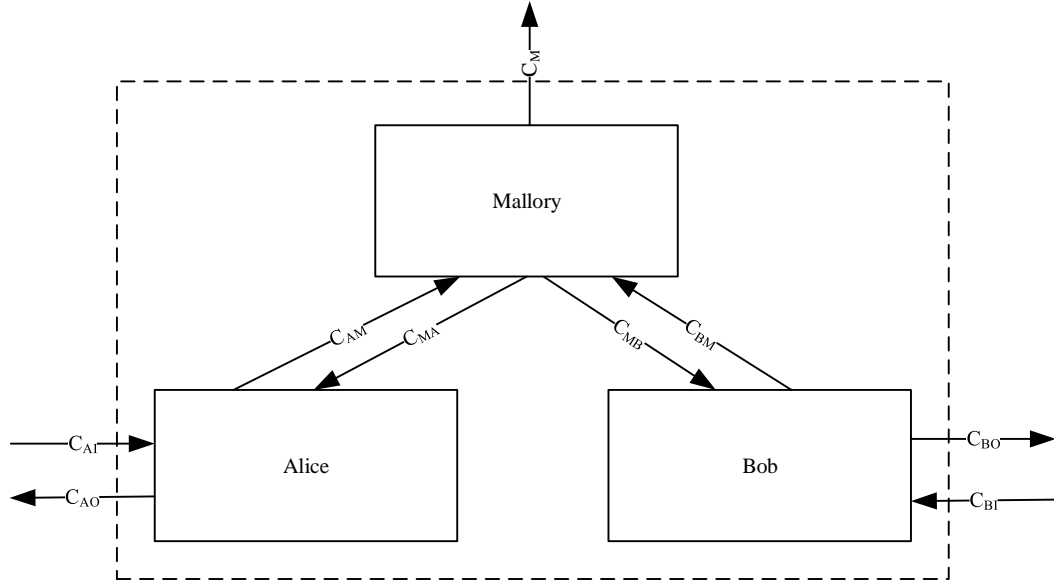 C_M
Mallory
C_AM
C_MA
C_MB
C_BM
C_AI
C_AO
Alice
Bob
C_BO
C_BI